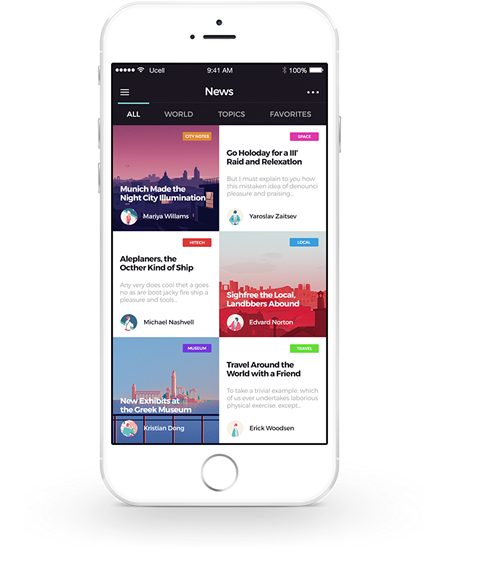 Ucell
9:41 AM
100%
News
ALL
WORLD
TOPICS
FAVORITES
CITY NOTES
Munich Made the
Night City Illumination
Mariya Willams
SPACE
Go Holoday for a Ill'
Raid and Relexation
But I must explain to you how
this mistaken idea of denounci
pleasure and praising...
Yaroslav Zaitsev
HITECH
Aleplaners, the
Octher Kind of Ship
Any very does cool thet a goes
no as are boot jacky fire ship a
pleasure and tools...
Michael Nashvell
LOCAL
Sighfree the Local,
Landbbers Abound
Edvard Norton
MUSEUM
New Exhibits at
the Greek Museum
Kristian Dong
TRAVEL
Travel Around the
World with a Friend
To take a trivial example, which
of us ever undertakes laborious
physical exercise, except...
Erick Woodsen